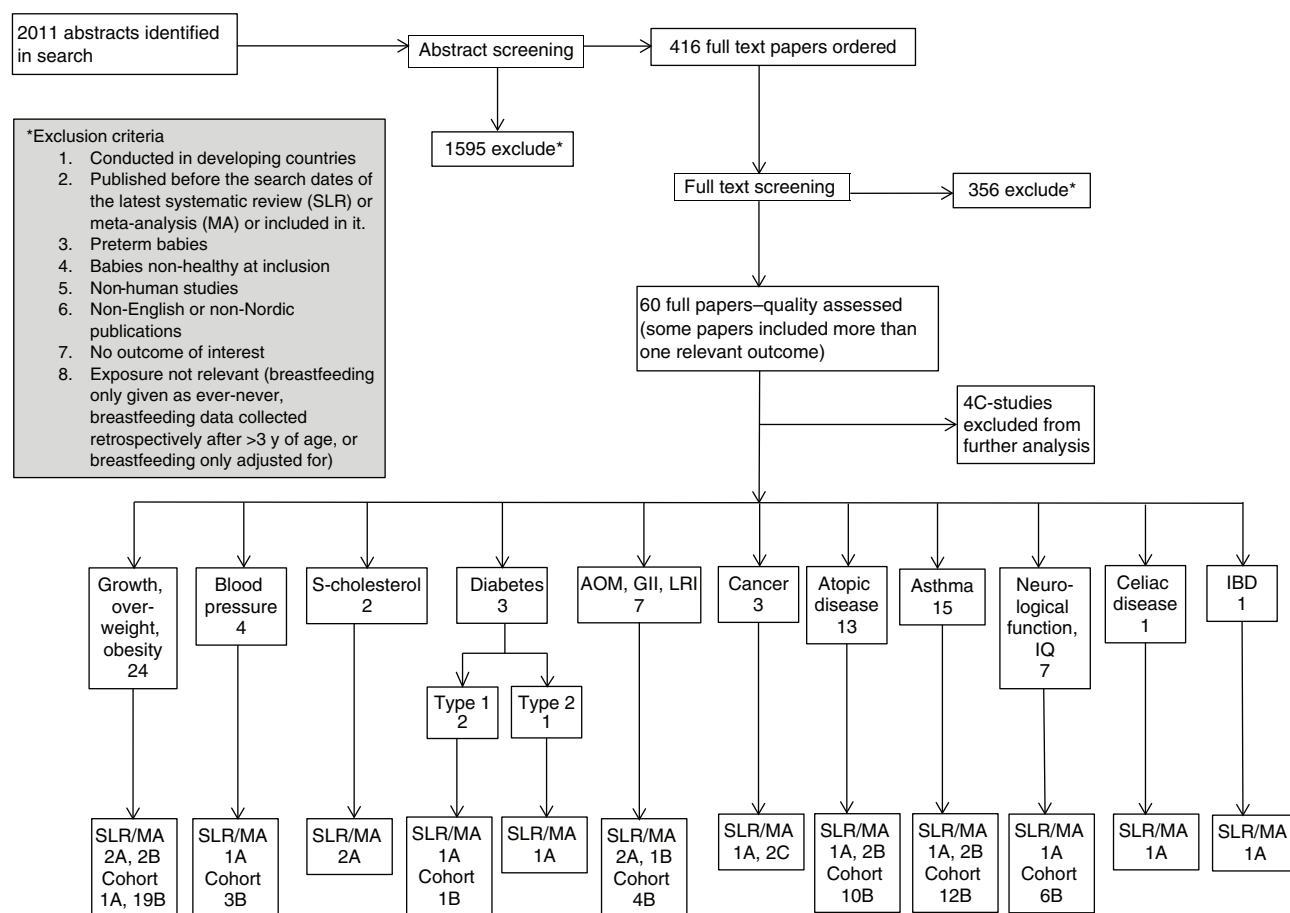 2011 abstracts identified
in search
Abstract screening
416 full text papers ordered
1595 exclude*
*Exclusion criteria
1. Conducted in developing countries
2. Published before the search dates of
the latest systematic review (SLR) or
meta-analysis (MA) or included in it.
3. Preterm babies
4. Babies non-healthy at inclusion
5. Non-human studies
6. Non-English or non-Nordic
publications
7. No outcome of interest
8. Exposure not relevant (breastfeeding
only given as ever-never,
breastfeeding data collected
retrospectively after >3 y of age, or
breastfeeding only adjusted for)
Full text screening
356 exclude*
60 full papers–quality assessed
(some papers included more than
one relevant outcome)
4C-studies
excluded from
further analysis
Growth,
over-
weight,
obesity
24
Blood
pressure
4
S-cholesterol
2
Diabetes
3
AOM, GII, LRI
7
Cancer
3
Atopic
disease
13
Asthma
15
Neuro-
logical
function,
IQ
7
Celiac
disease
1
IBD
1
Type 1
2
Type 2
1
SLR/MA
2A, 2B
Cohort
1A, 19B
SLR/MA
1A
Cohort
3B
SLR/MA
2A
SLR/MA
1A
Cohort
1B
SLR/MA
1A
SLR/MA
2A, 1B
Cohort
4B
SLR/MA
1A, 2C
SLR/MA
1A, 2B
Cohort
10B
SLR/MA
1A, 2B
Cohort
12B
SLR/MA
1A
Cohort
6B
SLR/MA
1A
SLR/MA
1A